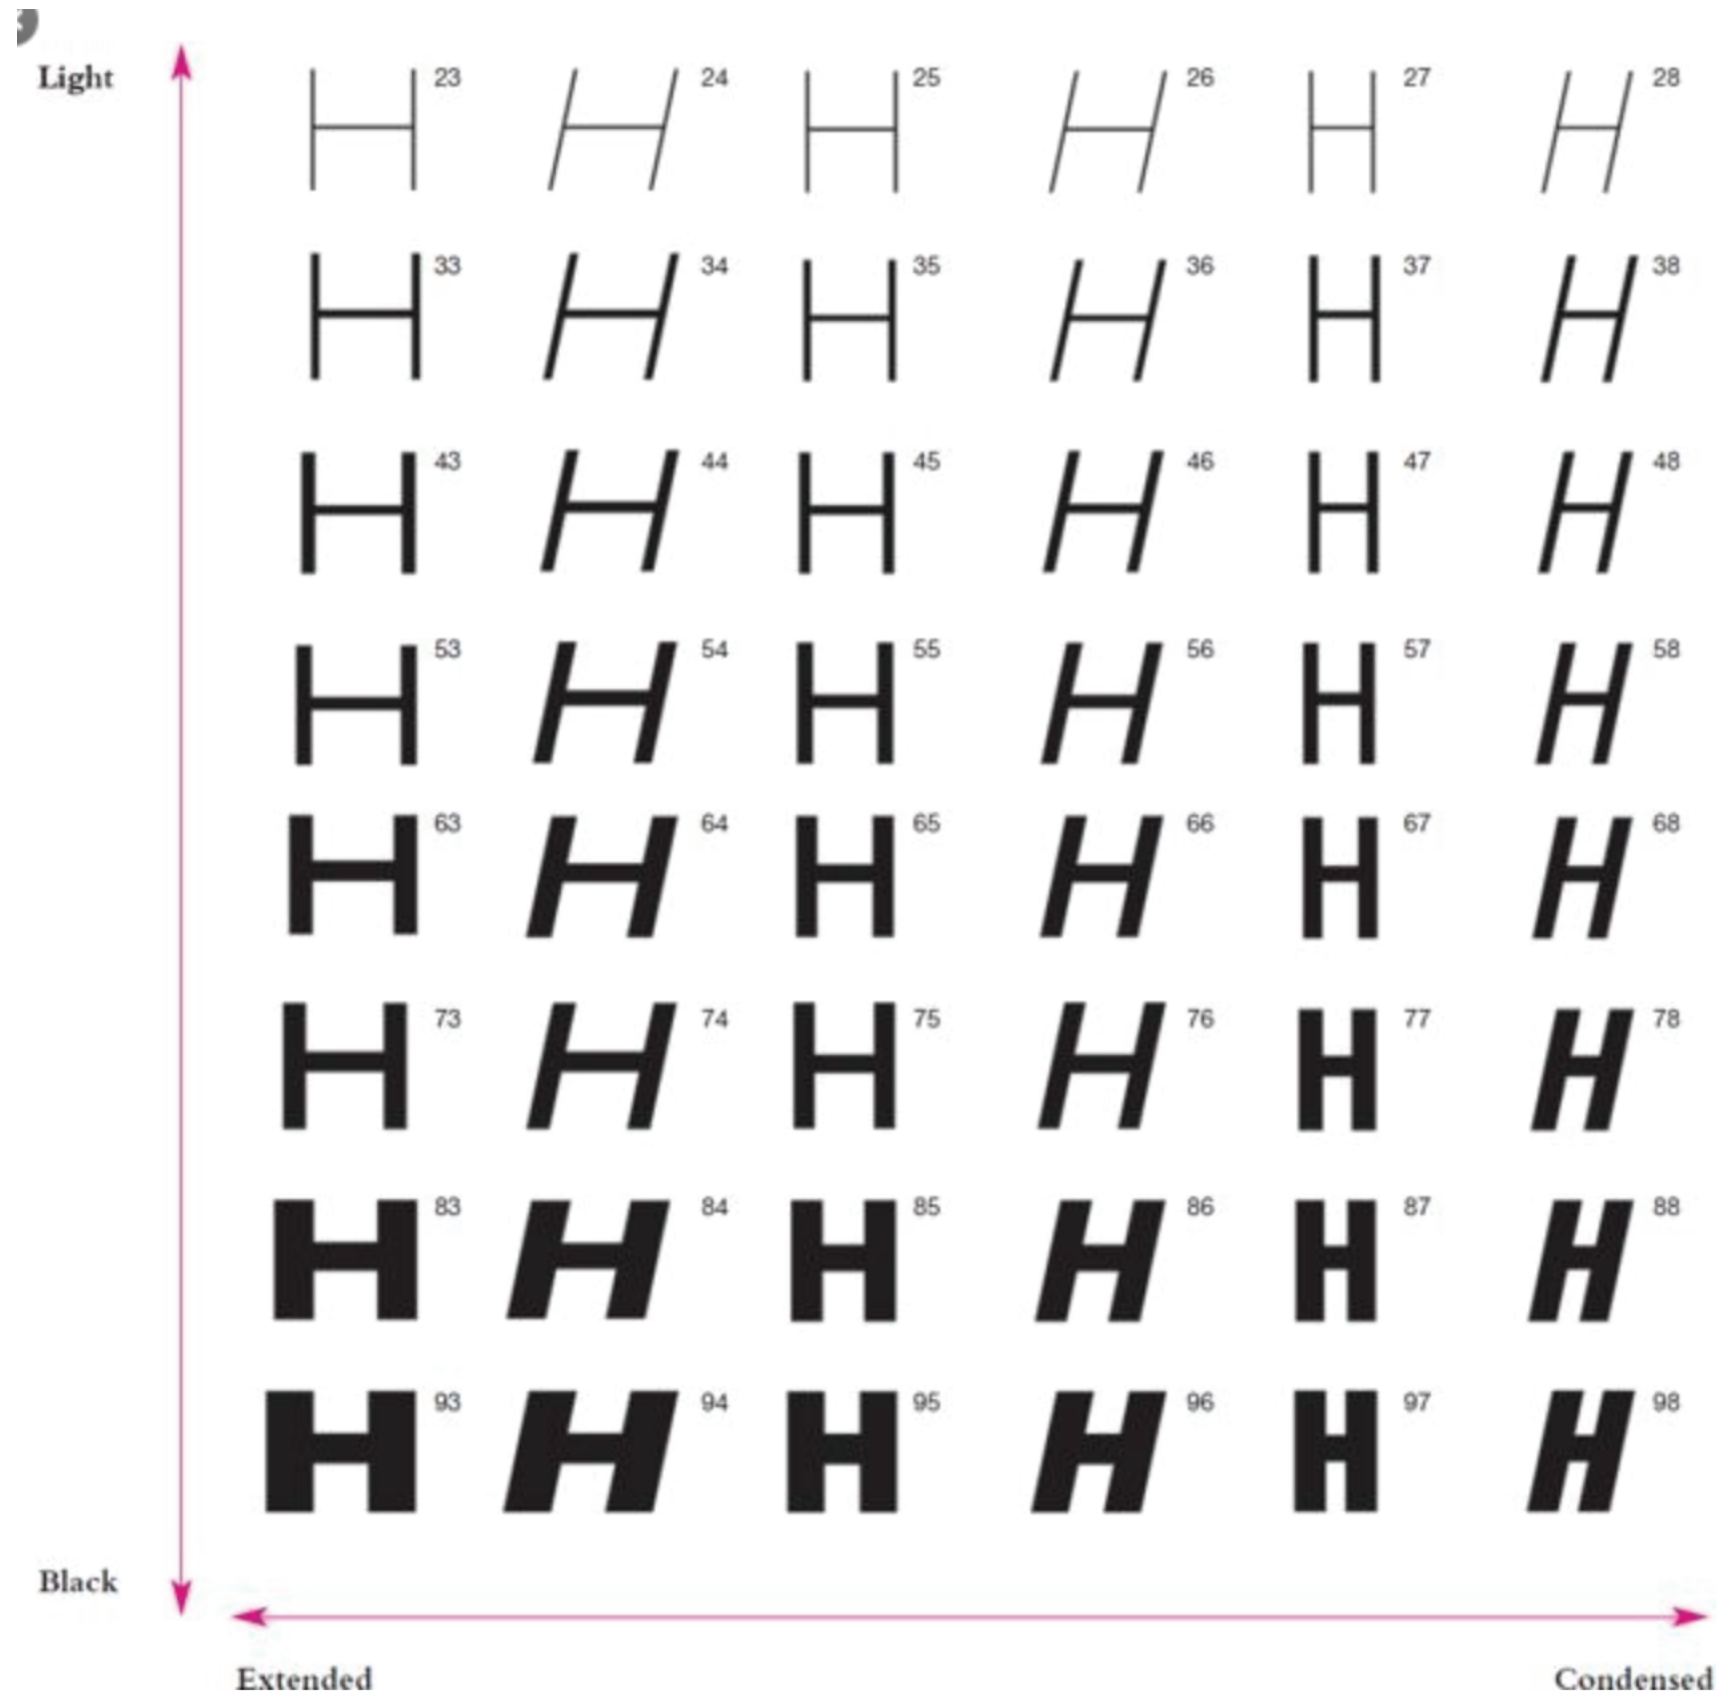 Light
H 23 H 24 H 25 H 26 H 27 H 28
H 33 H 34 H 35 H 36 H 37 H 38
H 43 H 44 H 45 H 46 H 47 H 48
H 53 H 54 H 55 H 56 H 57 H 58
H 63 H 64 H 65 H 66 H 67 H 68
H 73 H 74 H 75 H 76 H 77 H 78
H 83 H 84 H 85 H 86 H 87 H 88
H 93 H 94 H 95 H 96 H 97 H 98
Black
Extended Condensed